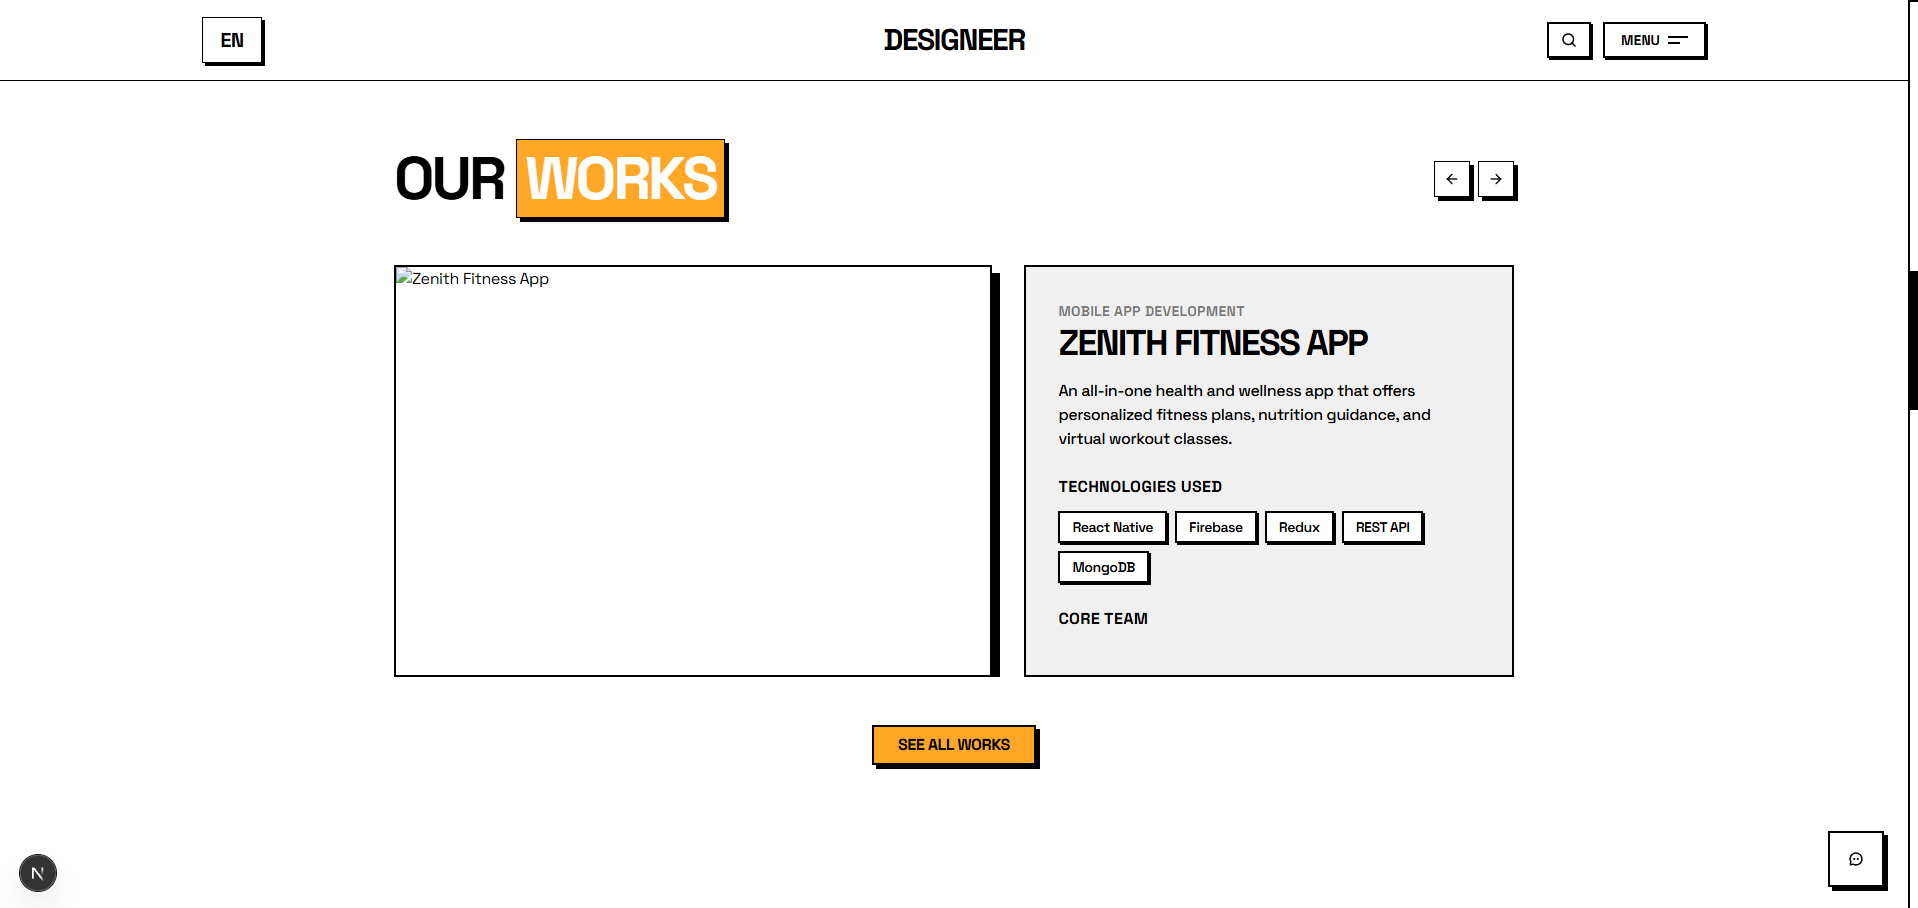 EN
DESIGNEER
MENU
OUR WORKS
Zenith Fitness App
MOBILE APP DEVELOPMENT
ZENITH FITNESS APP
An all-in-one health and wellness app that offers
personalized fitness plans, nutrition guidance, and
virtual workout classes.
TECHNOLOGIES USED
React Native
Firebase
Redux
REST API
MongoDB
CORE TEAM
SEE ALL WORKS
N